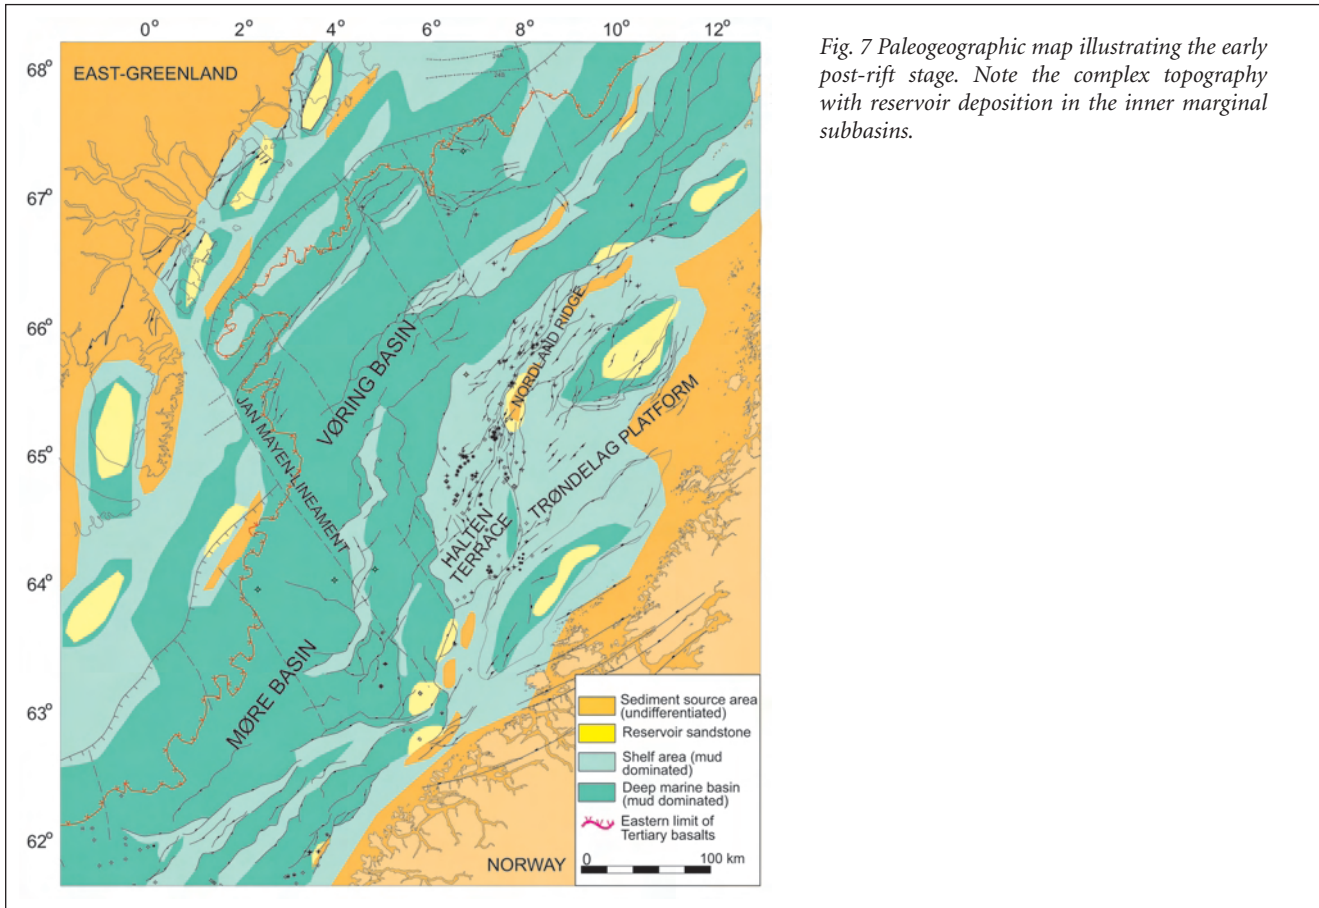 0° 2° 4° 6° 8° 10° 12°
Fig. 7 Paleogeographic map illustrating the early
post-rift stage. Note the complex topography
with reservoir deposition in the inner marginal
subbasins.
68°
EAST-GREENLAND
67°
66°
65°
64°
63°
62°
NORDLAND RIDGE
VØRING BASIN
JAN MAYEN-LINEAMENT
TRØNDELAG PLATFORM
HALTEN
TERRACE
MØRE BASIN
NORWAY
Sediment source area
(undifferentiated)
Reservoir sandstone
Shelf area (mud
dominated)
Deep marine basin
(mud dominated)
Eastern limit of
Tertiary basalts
0 100 km